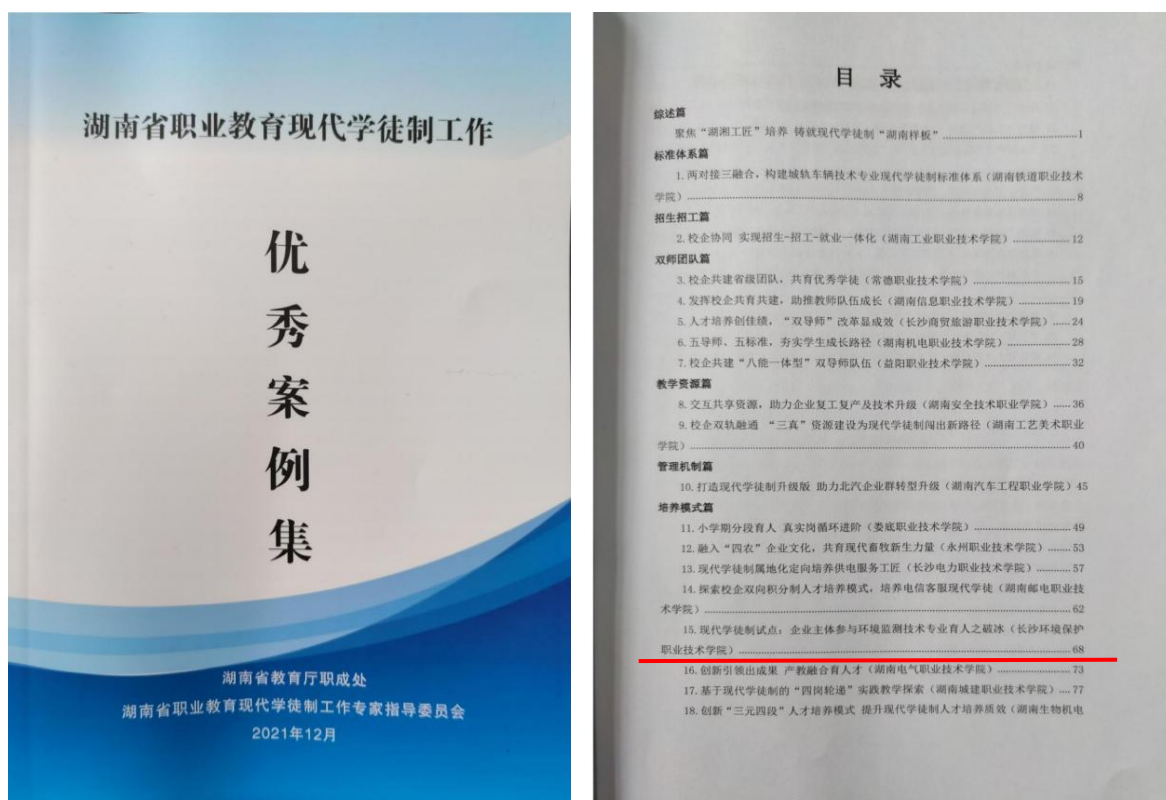 湖南省职业教育现代学徒制工作
优
秀
案
例
集
湖南省教育厅职成处
湖南省职业教育现代学徒制工作专家指导委员会
2021年12月
目 录
综述篇
聚焦“湖湘工匠”培养 铸就现代学徒制“湖南样板”……1
标准体系篇
1.两对接三融合，构建城轨车辆技术专业现代学徒制标准体系（湖南铁道职业技术
学院）……8
招生招工篇
2.校企协同 实现招生-招工-就业一体化（湖南工业职业技术学院）……12
双师团队篇
3.校企共建省级团队，共育优秀学徒（常德职业技术学院）……15
4.发挥校企共育共建，助推教师队伍成长（湖南信息职业技术学院）……19
5.人才培养创佳绩，“双导师”改革显成效（长沙商贸旅游职业技术学院）……24
6.五导师、五标准，夯实学生成长路径（湖南机电职业技术学院）……28
7.校企共建“八能一体型”双导师队伍（益阳职业技术学院）……32
教学资源篇
8.交互共享资源，助力企业复工复产及技术升级（湖南安全技术职业学院）……36
9.校企双轨融通 “三真”资源建设为现代学徒制闯出新路径（湖南工艺美术职业
学院）……40
管理机制篇
10.打造现代学徒制升级版 助力北汽企业群转型升级（湖南汽车工程职业学院）45
培养模式篇
11.小学期分段育人 真实岗循环进阶（娄底职业技术学院）……49
12.融入“四农”企业文化，共育现代畜牧新生力量（永州职业技术学院）……53
13.现代学徒制属地化定向培养供电服务工匠（长沙电力职业技术学院）……57
14.探索校企双向积分制人才培养模式，培养电信客服现代学徒（湖南邮电职业技
术学院）……62
15.现代学徒制试点：企业主体参与环境监测技术专业育人之破冰（长沙环境保护
职业技术学院）……68
16.创新引领出成果 产教融合育人才（湖南电气职业技术学院）……73
17.基于现代学徒制的“四岗轮递”实践教学探索（湖南城建职业技术学院）……77
18.创新“三元四段”人才培养模式 提升现代学徒制人才培养质效（湖南生物机电